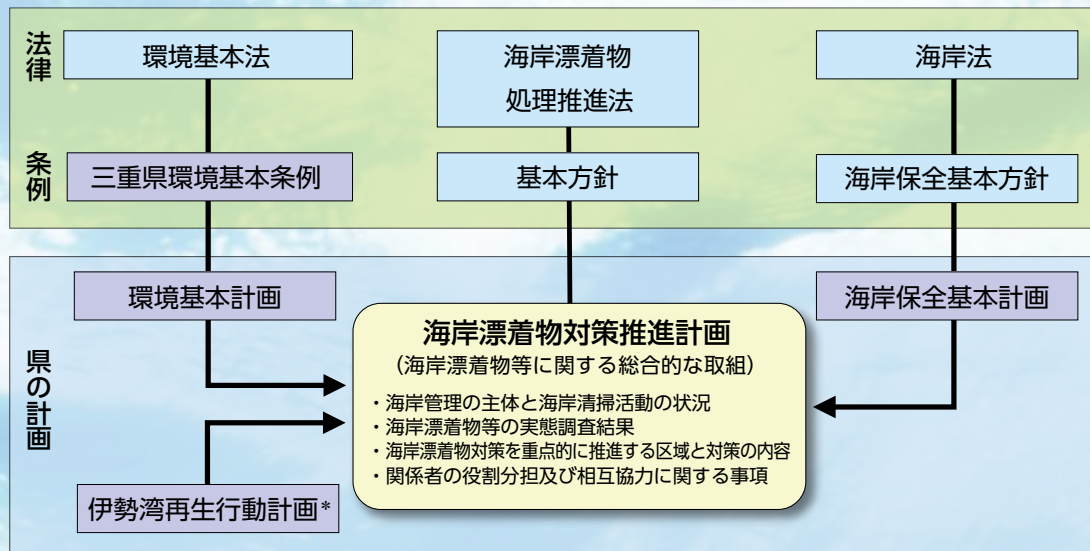 法律
環境基本法
海岸漂着物
処理推進法
海岸法
条例
三重県環境基本条例
基本方針
海岸保全基本方針
県の計画
環境基本計画
海岸保全基本計画
海岸漂着物対策推進計画
（海岸漂着物等に関する総合的な取組）
・海岸管理の主体と海岸清掃活動の状況
・海岸漂着物等の実態調査結果
・海岸漂着物対策を重点的に推進する区域と対策の内容
・関係者の役割分担及び相互協力に関する事項
伊勢湾再生行動計画*